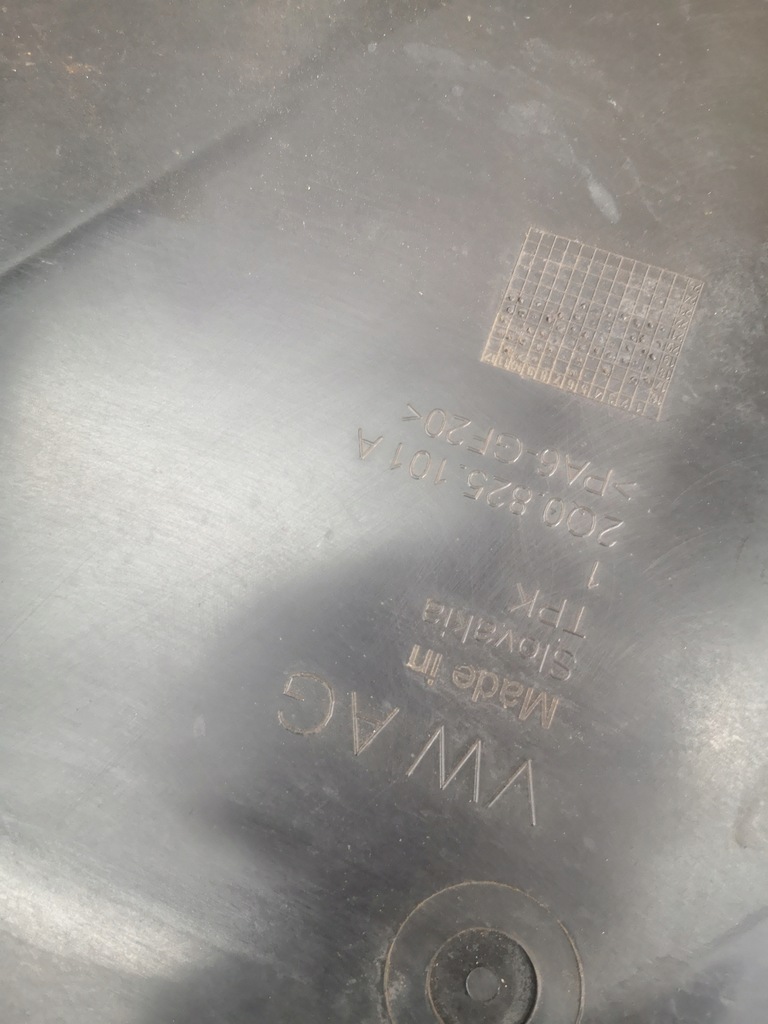 VW AG
Made in
Slovakia
TPK
1
2Q0.825.101 A
>PA6-GF20<